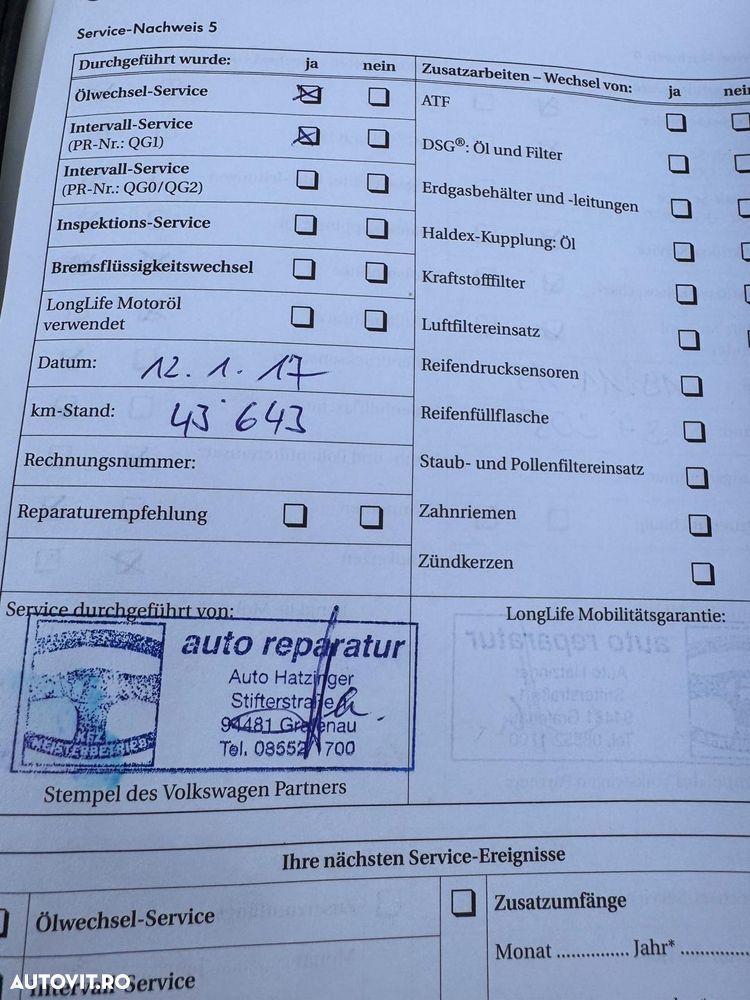 Service-Nachweis 5
Durchgeführt wurde: ja nein
Ölwechsel-Service
Intervall-Service
(PR-Nr.: QG1)
Intervall-Service
(PR-Nr.: QG0/QG2)
Inspektions-Service
Bremsflüssigkeitswechsel
LongLife Motoröl
verwendet
Datum: 12.1.17
km-Stand: 43 643
Rechnungsnummer:
Reparaturempfehlung
Zusatzarbeiten – Wechsel von: ja nein
ATF
DSG®: Öl und Filter
Erdgasbehälter und -leitungen
Haldex-Kupplung: Öl
Kraftstofffilter
Luftfiltereinsatz
Reifendrucksensoren
Reifenfüllflasche
Staub- und Pollenfiltereinsatz
Zahnriemen
Zündkerzen
Service durchgeführt von:
MEISTERBETRIEB
auto reparatur
Auto Hatzinger
Stifterstraße
94481 Grafenau
Tel. 08552 700
Stempel des Volkswagen Partners
LongLife Mobilitätsgarantie:
Ihre nächsten Service-Ereignisse
Ölwechsel-Service
Intervall-Service
Zusatzumfänge
Monat .............. Jahr* ..............
AUTOVIT.RO